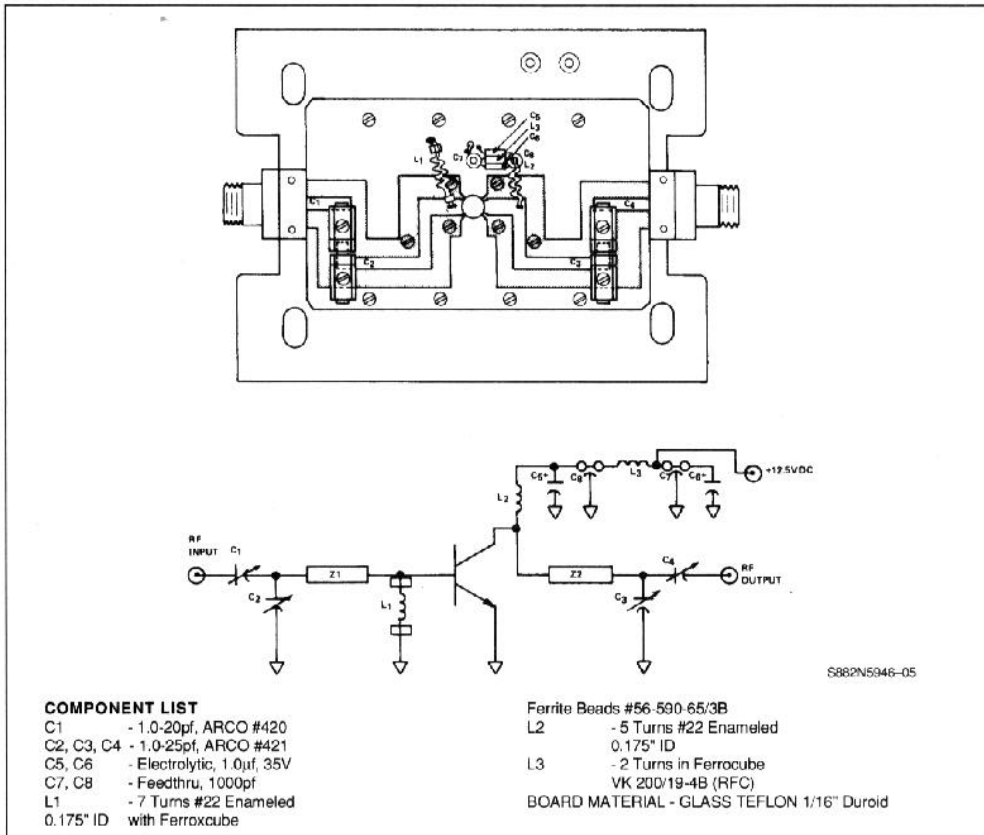 C5
L3
C6
C7
C8
L1
L2
C1
C4
C2
C3
C5+
C8
L3
C7
C6+
+12.5VDC
L2
RF
INPUT
C1
C4
Z1
Z2
RF
OUTPUT
C2
L1
C3
S882N5946–05
COMPONENT LIST
C1 - 1.0-20pf, ARCO #420
C2, C3, C4 - 1.0-25pf, ARCO #421
C5, C6 - Electrolytic, 1.0µf, 35V
C7, C8 - Feedthru, 1000pf
L1 - 7 Turns #22 Enameled
0.175" ID with Ferroxcube
Ferrite Beads #56-590-65/3B
L2 - 5 Turns #22 Enameled
0.175" ID
L3 - 2 Turns in Ferrocube
VK 200/19-4B (RFC)
BOARD MATERIAL - GLASS TEFLON 1/16" Duroid